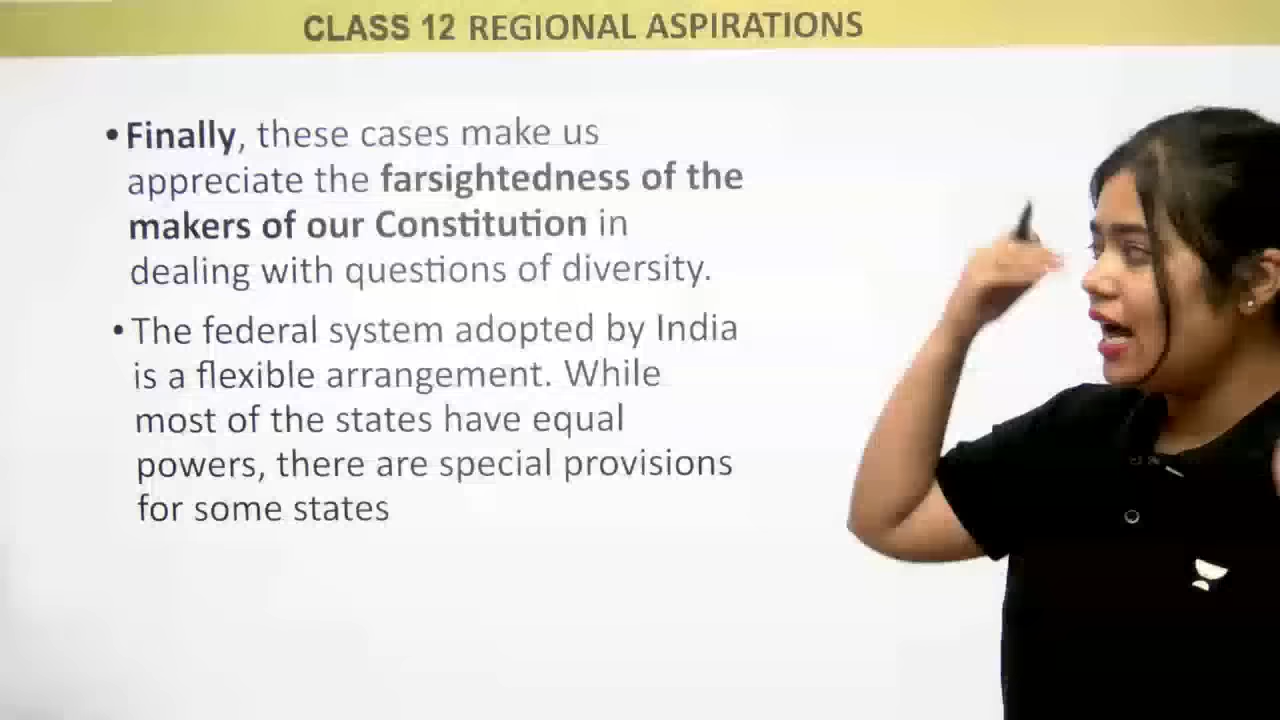 CLASS 12 REGIONAL ASPIRATIONS
• Finally, these cases make us
appreciate the farsightedness of the
makers of our Constitution in
dealing with questions of diversity.
• The federal system adopted by India
is a flexible arrangement. While
most of the states have equal
powers, there are special provisions
for some states